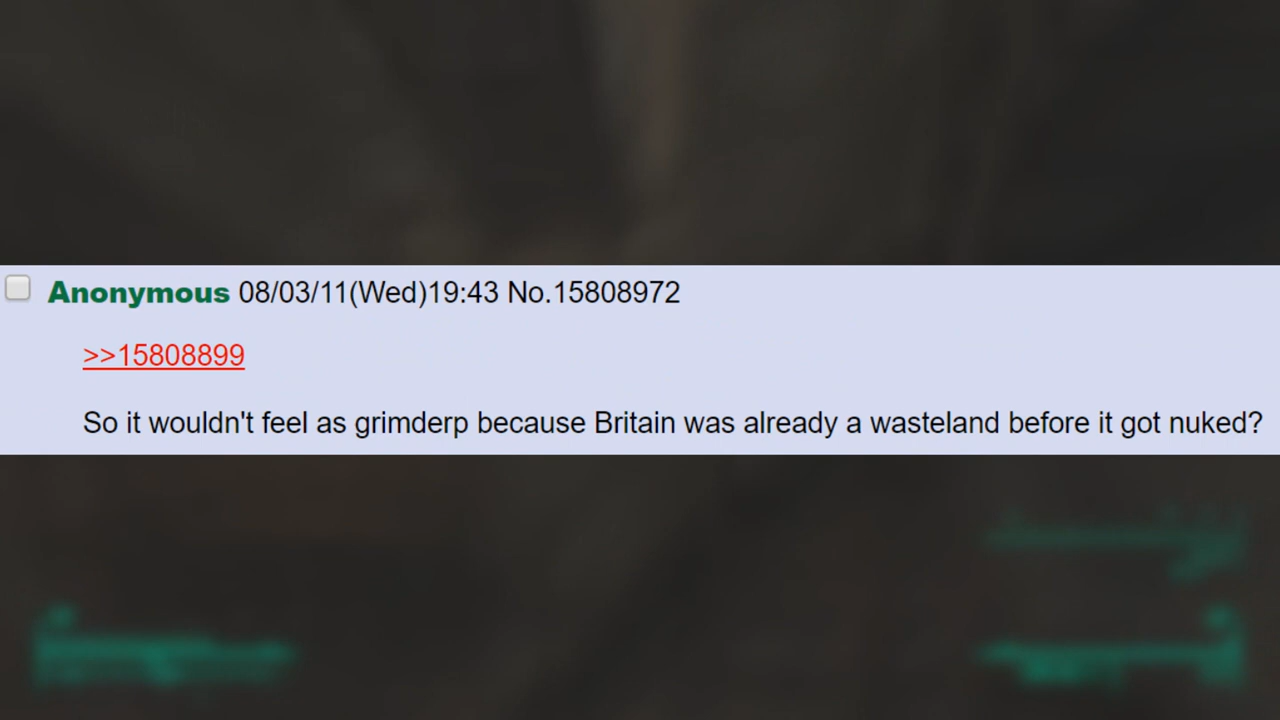 Anonymous 08/03/11(Wed)19:43 No.15808972
>>15808899
So it wouldn't feel as grimderp because Britain was already a wasteland before it got nuked?